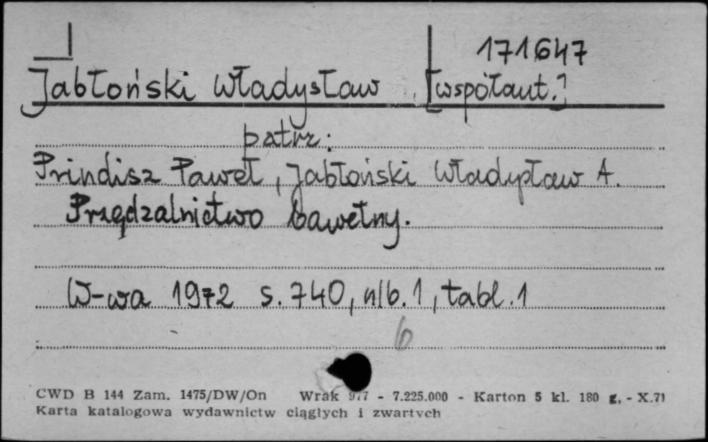 171647
Jabłoński Władysław [współaut.]
patrz:
Prindisz Paweł, Jabłoński Władysław A.
Przędzalnictwo bawełny.
W-wa 1972 s. 740, nlb. 1, tabl. 1
6
CWD B 144 Zam. 1475/DW/On Wrak 977 - 7.225.000 - Karton 5 kl. 180 g. - X.71
Karta katalogowa wydawnictw ciągłych i zwartych